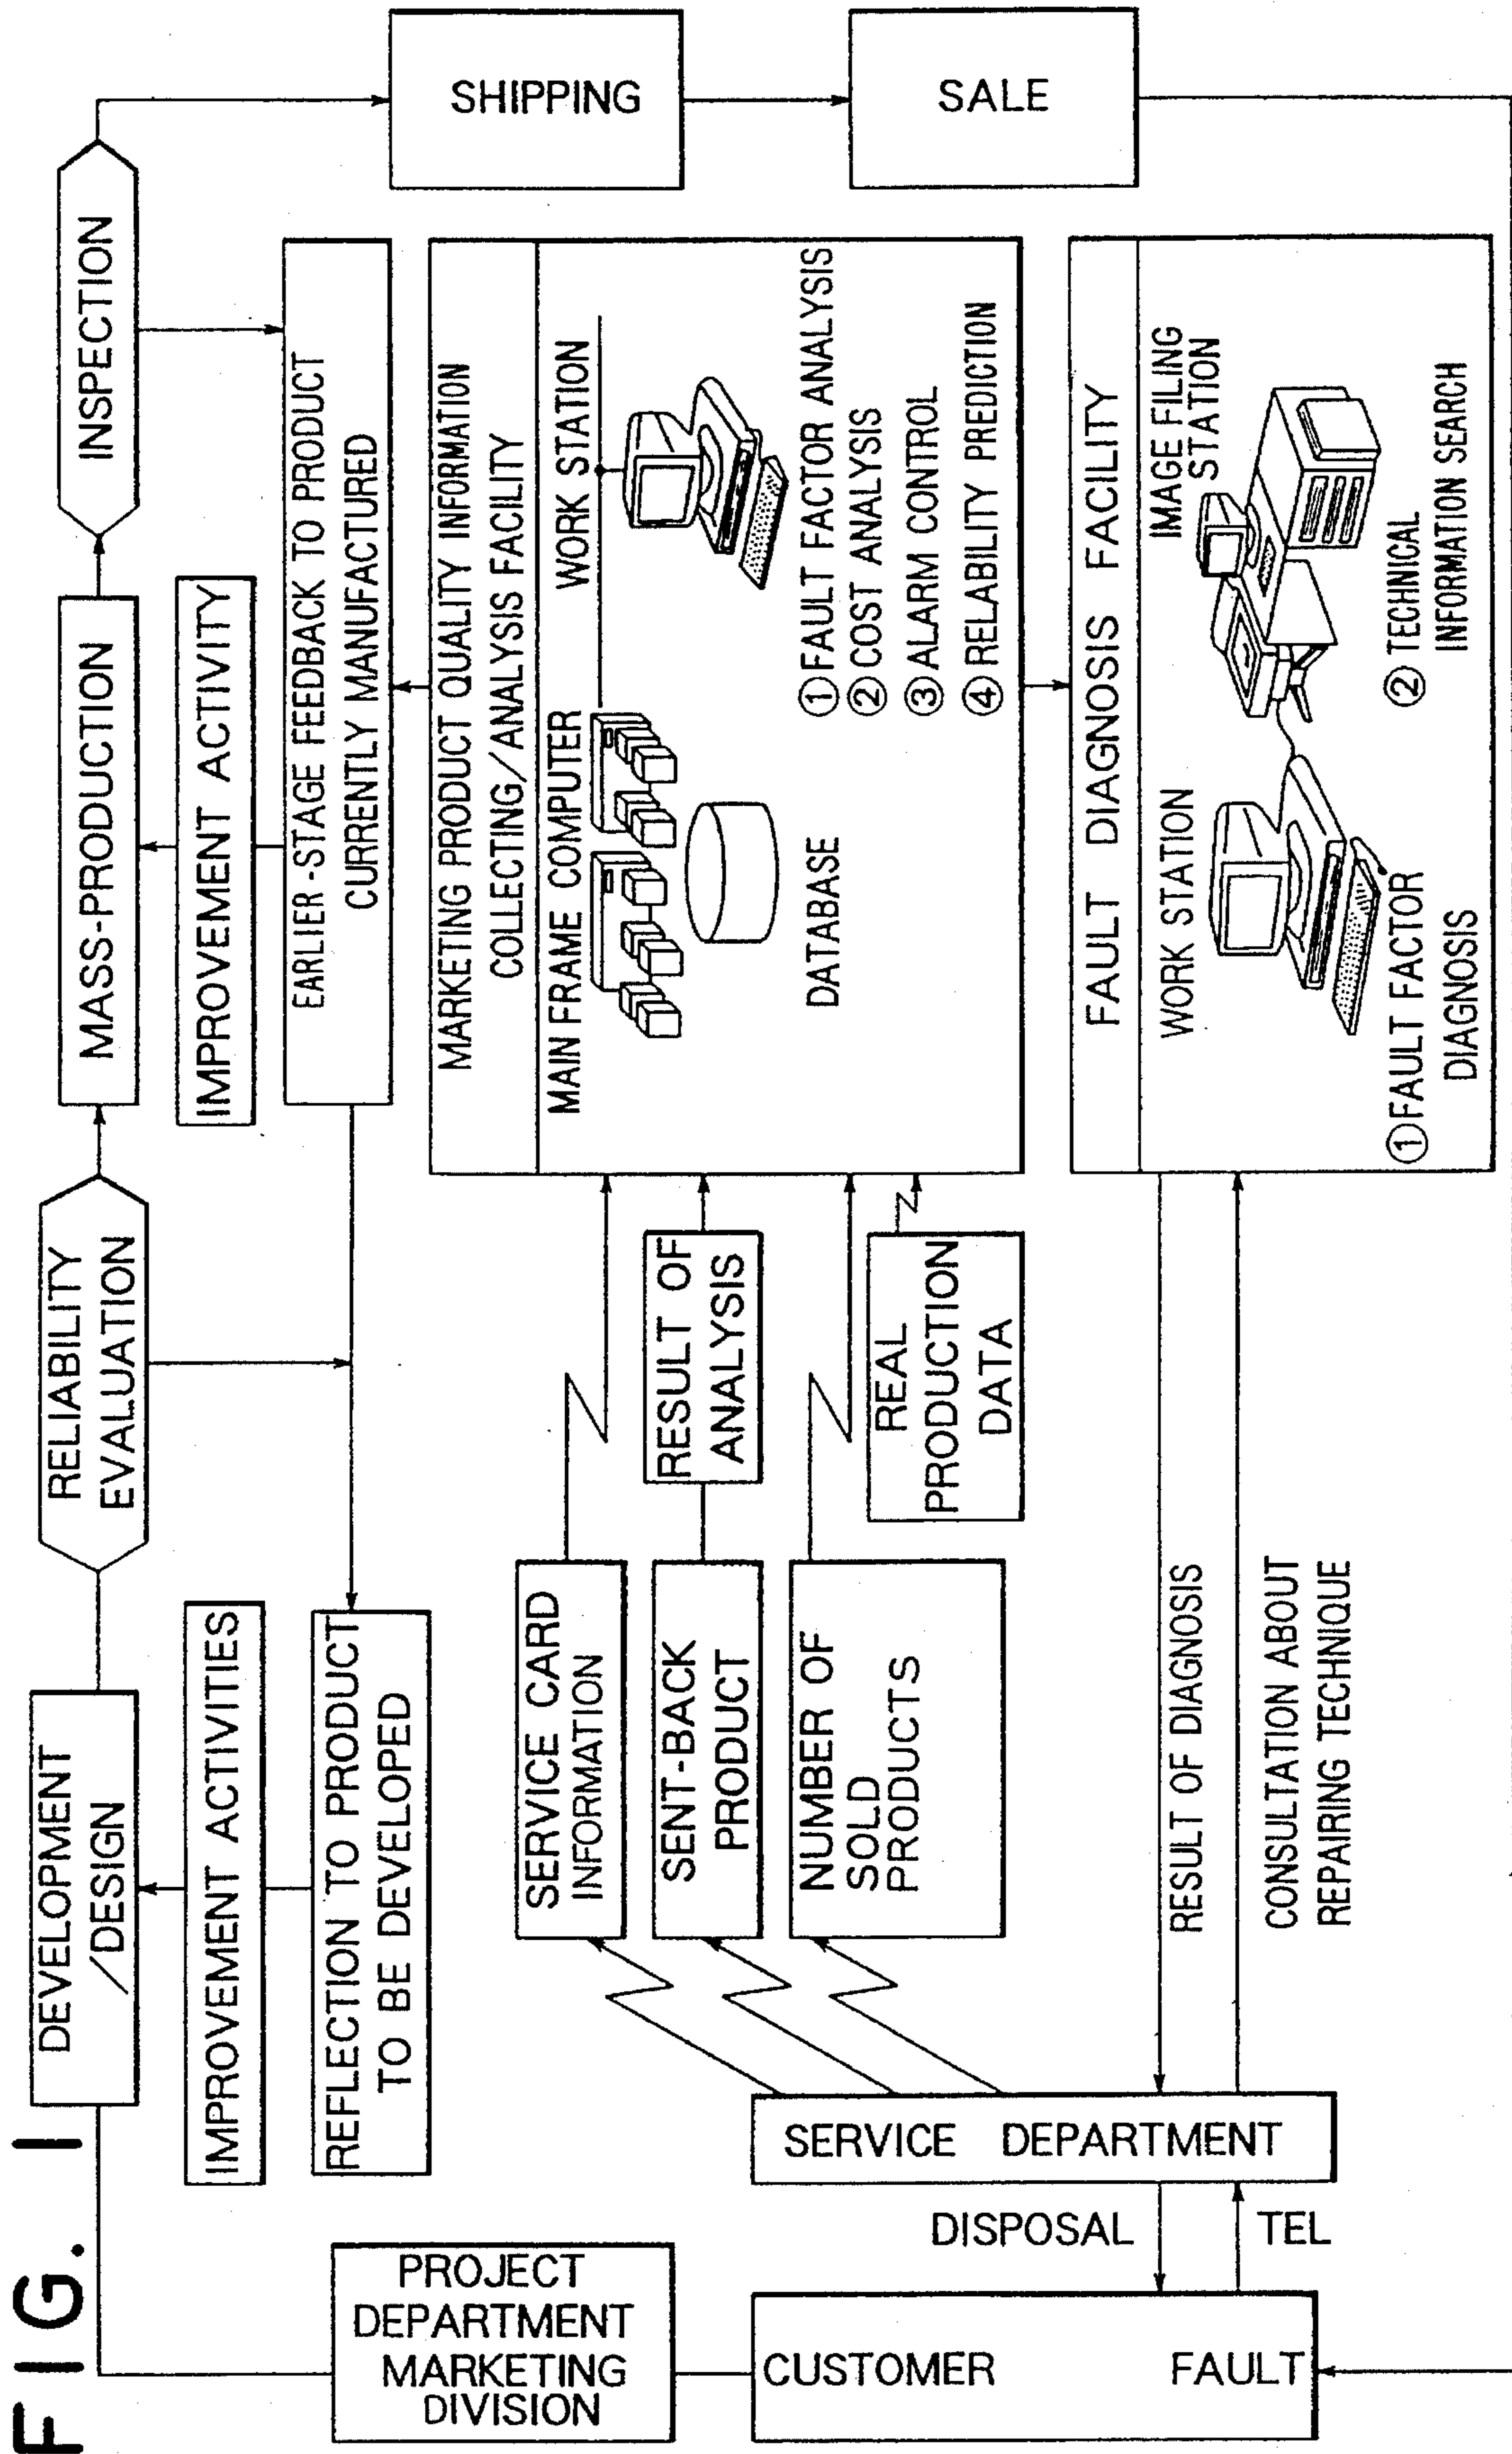 FIG. 1
DEVELOPMENT
/DESIGN
RELIABILITY
EVALUATION
MASS-PRODUCTION
INSPECTION
IMPROVEMENT ACTIVITIES
IMPROVEMENT ACTIVITY
REFLECTION TO PRODUCT
TO BE DEVELOPED
EARLIER-STAGE FEEDBACK TO PRODUCT
CURRENTLY MANUFACTURED
SHIPPING
SALE
PROJECT
DEPARTMENT
MARKETING
DIVISION
MARKETING PRODUCT QUALITY INFORMATION
COLLECTING/ANALYSIS FACILITY
MAIN FRAME COMPUTER
WORK STATION
DATABASE
①FAULT FACTOR ANALYSIS
②COST ANALYSIS
③ALARM CONTROL
④RELABILITY PREDICTION
SERVICE CARD
INFORMATION
SENT-BACK
PRODUCT
RESULT OF
ANALYSIS
NUMBER OF
SOLD
PRODUCTS
REAL
PRODUCTION
DATA
SERVICE DEPARTMENT
CUSTOMER
FAULT
DISPOSAL
TEL
RESULT OF DIAGNOSIS
CONSULTATION ABOUT
REPAIRING TECHNIQUE
FAULT DIAGNOSIS FACILITY
WORK STATION
IMAGE FILING
STATION
①FAULT FACTOR
DIAGNOSIS
②TECHNICAL
INFORMATION SEARCH